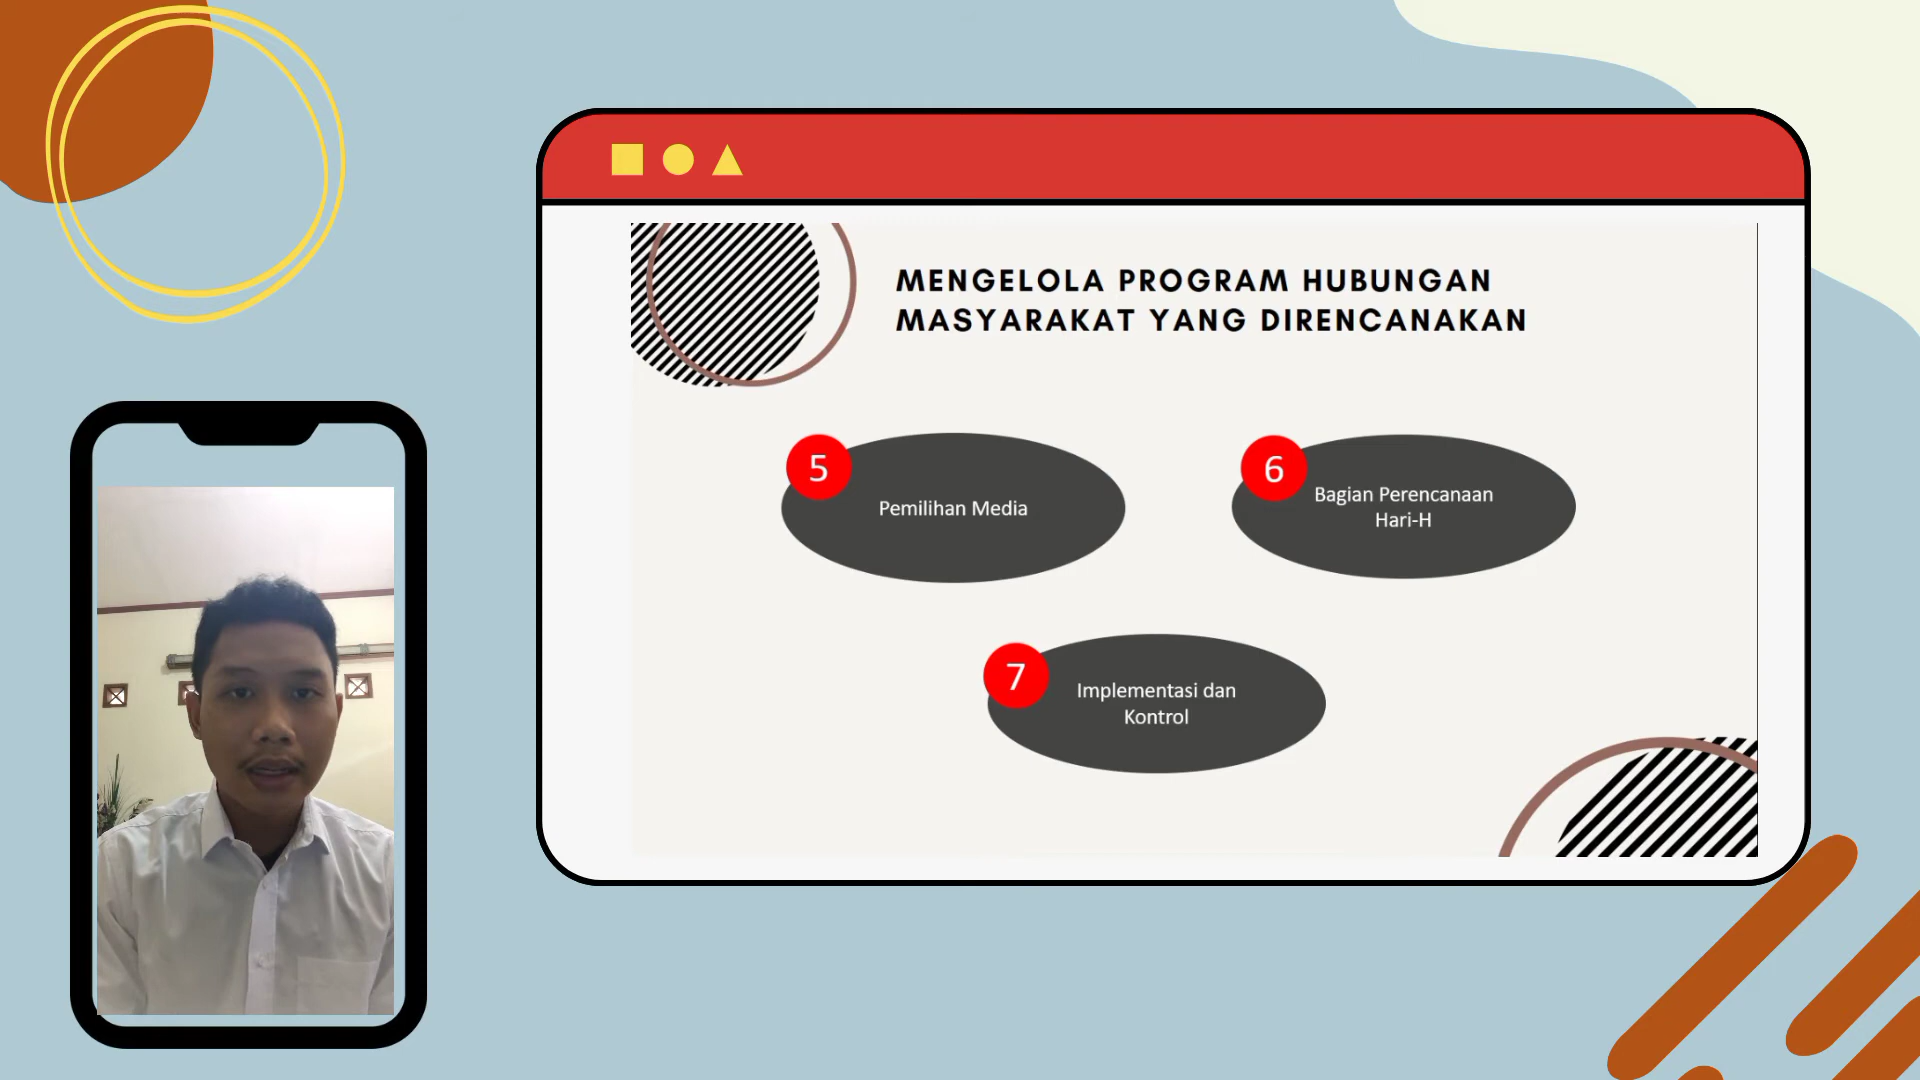 MENGELOLA PROGRAM HUBUNGAN
MASYARAKAT YANG DIRENCANAKAN
5
Pemilihan Media
6
Bagian Perencanaan
Hari-H
7
Implementasi dan
Kontrol